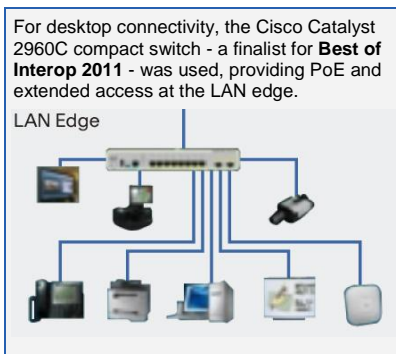 For desktop connectivity, the Cisco Catalyst
2960C compact switch - a finalist for Best of
Interop 2011 - was used, providing PoE and
extended access at the LAN edge.
LAN Edge